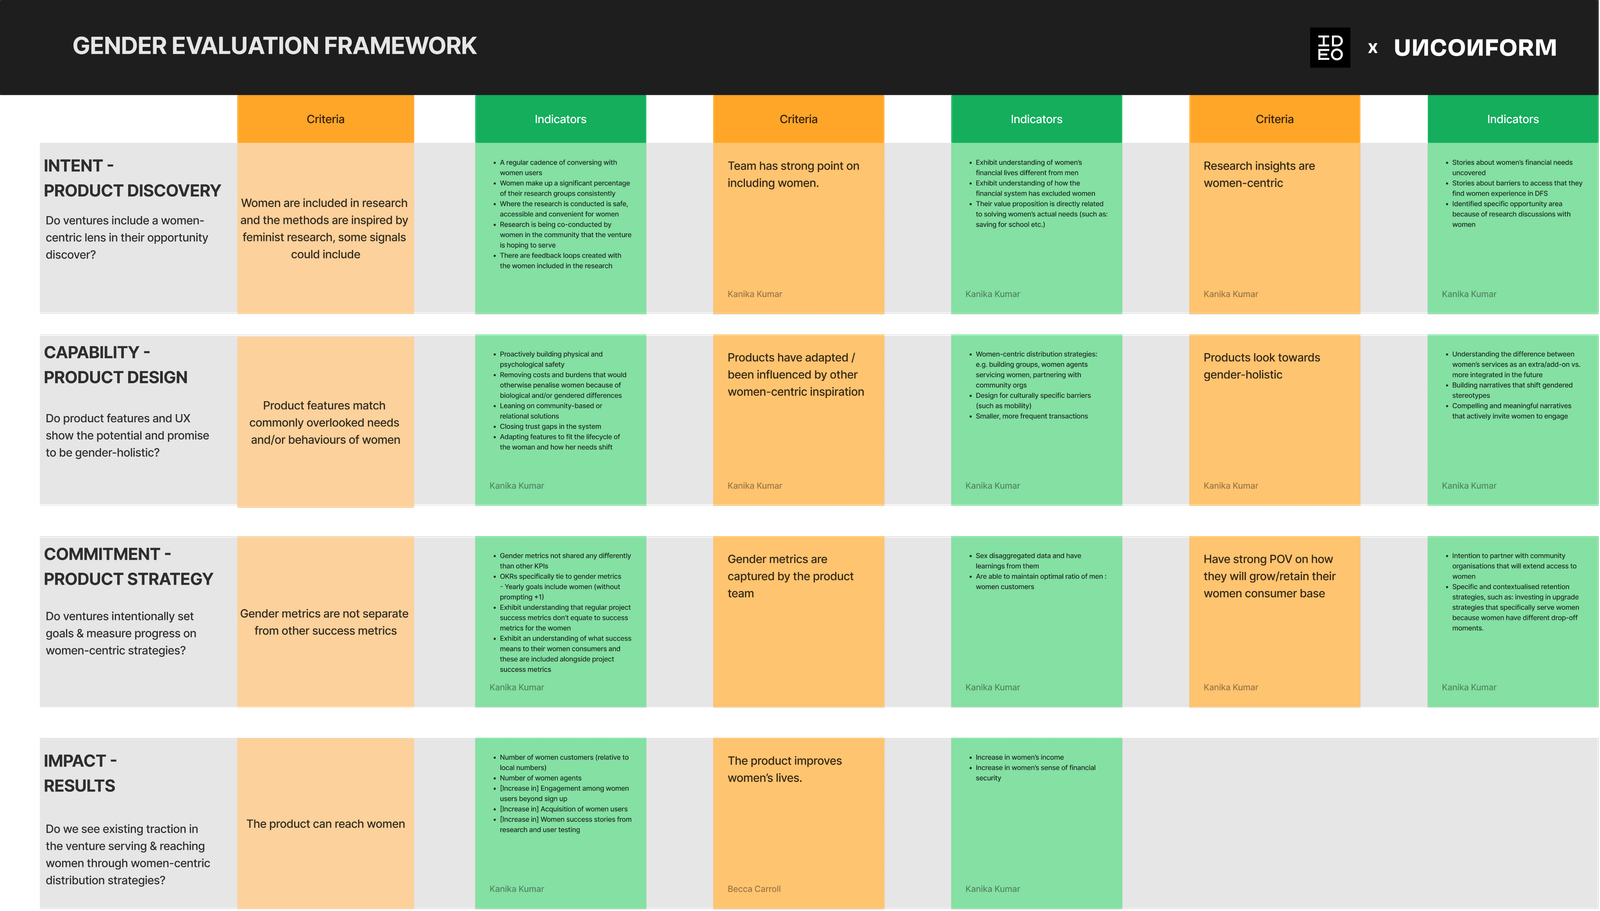 GENDER EVALUATION FRAMEWORK
IDEO x UNCONFORM
Criteria
Indicators
Criteria
Indicators
Criteria
Indicators
INTENT -
PRODUCT DISCOVERY
Do ventures include a women-
centric lens in their opportunity
discover?
Women are included in research
and the methods are inspired by
feminist research, some signals
could include
• A regular cadence of conversing with
women users
• Women make up a significant percentage
of their research groups consistently
• Where the research is conducted is safe,
accessible and convenient for women
• Research is being co-conducted by
women in the community that the venture
is hoping to serve
• There are feedback loops created with
the women included in the research
Team has strong point on
including women.
Kanika Kumar
• Exhibit understanding of women's
financial lives different from men
• Exhibit understanding of how the
financial system has excluded women
• Their value proposition is directly related
to solving women's actual needs (such as:
saving for school etc.)
Kanika Kumar
Research insights are
women-centric
Kanika Kumar
• Stories about women's financial needs
uncovered
• Stories about barriers to access that they
find women experience in DFS
• Identified specific opportunity area
because of research discussions with
women
Kanika Kumar
CAPABILITY -
PRODUCT DESIGN
Do product features and UX
show the potential and promise
to be gender-holistic?
Product features match
commonly overlooked needs
and/or behaviours of women
• Proactively building physical and
psychological safety
• Removing costs and burdens that would
otherwise penalise women because of
biological and/or gendered differences
• Leaning on community-based or
relational solutions
• Closing trust gaps in the system
• Adapting features to fit the lifecycle of
the woman and how her needs shift
Kanika Kumar
Products have adapted /
been influenced by other
women-centric inspiration
Kanika Kumar
• Women-centric distribution strategies:
e.g. building groups, women agents
servicing women, partnering with
community orgs
• Design for culturally specific barriers
(such as mobility)
• Smaller, more frequent transactions
Kanika Kumar
Products look towards
gender-holistic
Kanika Kumar
• Understanding the difference between
women's services as an extra/add-on vs.
more integrated in the future
• Building narratives that shift gendered
stereotypes
• Compelling and meaningful narratives
that actively invite women to engage
Kanika Kumar
COMMITMENT -
PRODUCT STRATEGY
Do ventures intentionally set
goals & measure progress on
women-centric strategies?
Gender metrics are not separate
from other success metrics
• Gender metrics not shared any differently
than other KPIs
• OKRs specifically tie to gender metrics
- Yearly goals include women (without
prompting +1)
• Exhibit understanding that regular project
success metrics don't equate to success
metrics for the women
• Exhibit an understanding of what success
means to their women consumers and
these are included alongside project
success metrics
Kanika Kumar
Gender metrics are
captured by the product
team
Kanika Kumar
• Sex disaggregated data and have
learnings from them
• Are able to maintain optimal ratio of men :
women customers
Kanika Kumar
Have strong POV on how
they will grow/retain their
women consumer base
Kanika Kumar
• Intention to partner with community
organisations that will extend access to
women
• Specific and contextualised retention
strategies, such as: investing in upgrade
strategies that specifically serve women
because women have different drop-off
moments.
Kanika Kumar
IMPACT -
RESULTS
Do we see existing traction in
the venture serving & reaching
women through women-centric
distribution strategies?
The product can reach women
• Number of women customers (relative to
local numbers)
• Number of women agents
• [Increase in] Engagement among women
users beyond sign up
• [Increase in] Acquisition of women users
• [Increase in] Women success stories from
research and user testing
Kanika Kumar
The product improves
women's lives.
Becca Carroll
• Increase in women's income
• Increase in women's sense of financial
security
Kanika Kumar